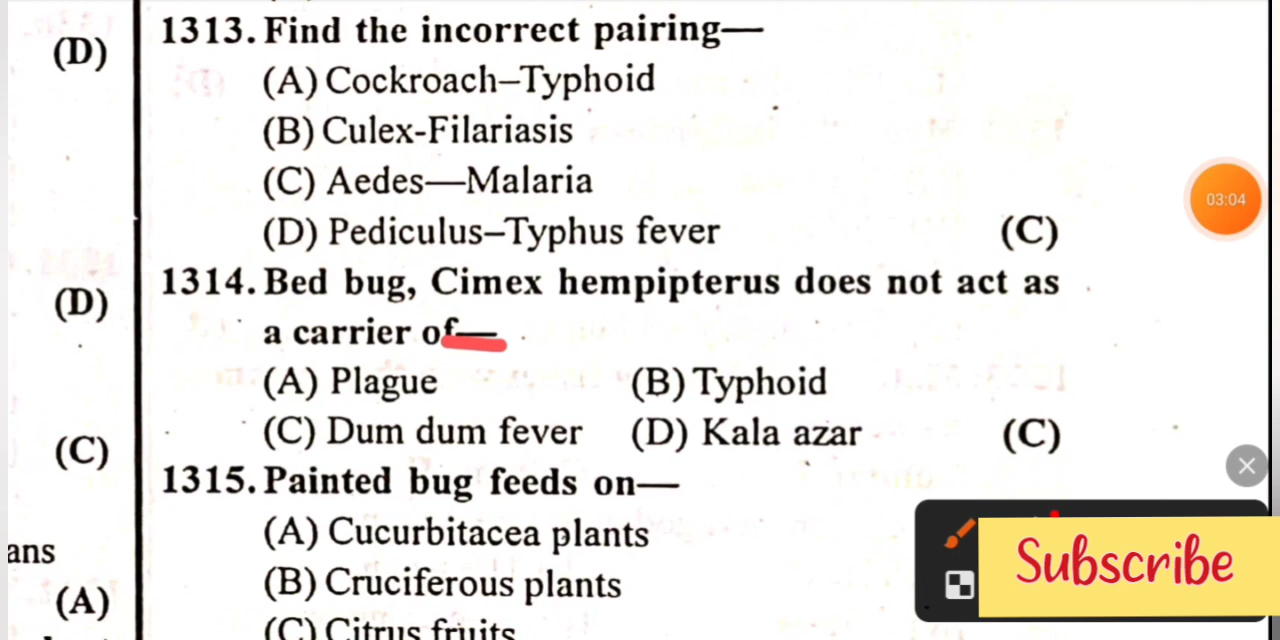 (D)
(D)
(C)
ans
(A)
1313. Find the incorrect pairing—
(A) Cockroach–Typhoid
(B) Culex-Filariasis
(C) Aedes—Malaria
(D) Pediculus–Typhus fever (C)
1314. Bed bug, Cimex hempipterus does not act as
a carrier of—
(A) Plague (B) Typhoid
(C) Dum dum fever (D) Kala azar (C)
1315. Painted bug feeds on—
(A) Cucurbitacea plants
(B) Cruciferous plants
(C) Citrus fruits
03:04
Subscribe